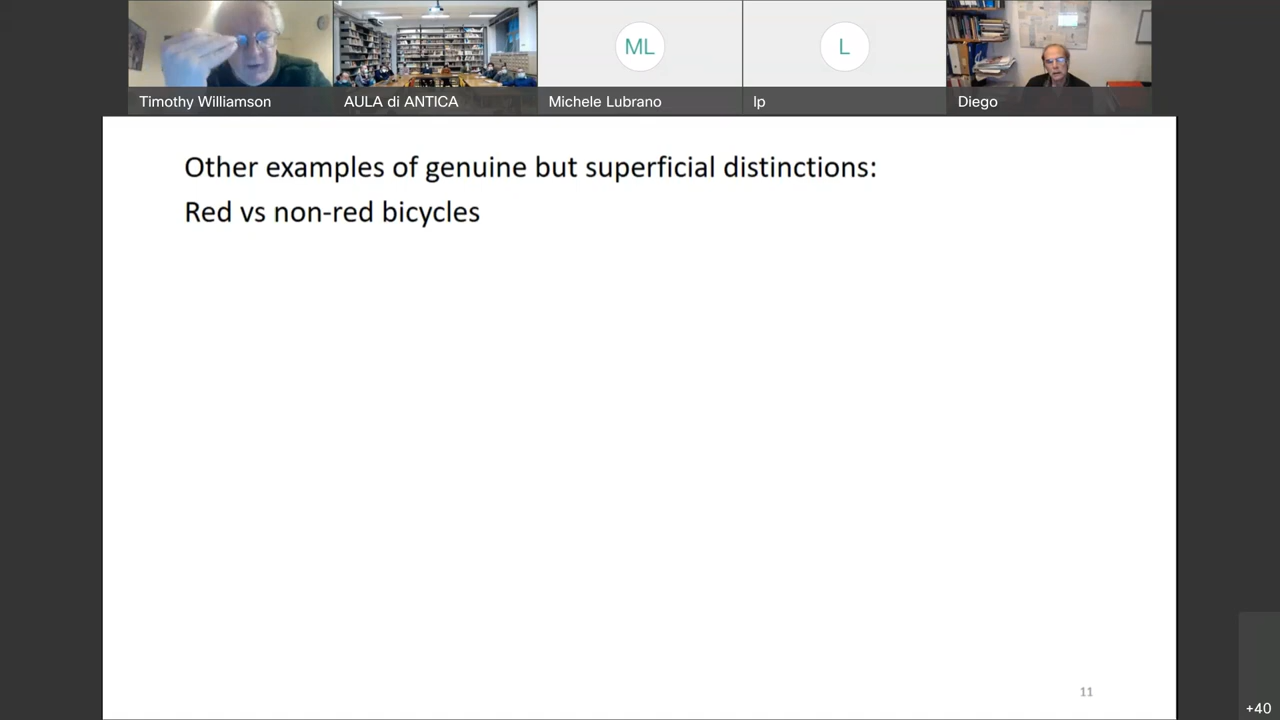 ML
L
Timothy Williamson
AULA di ANTICA
Michele Lubrano
lp
Diego
Other examples of genuine but superficial distinctions:
Red vs non-red bicycles
11
+40